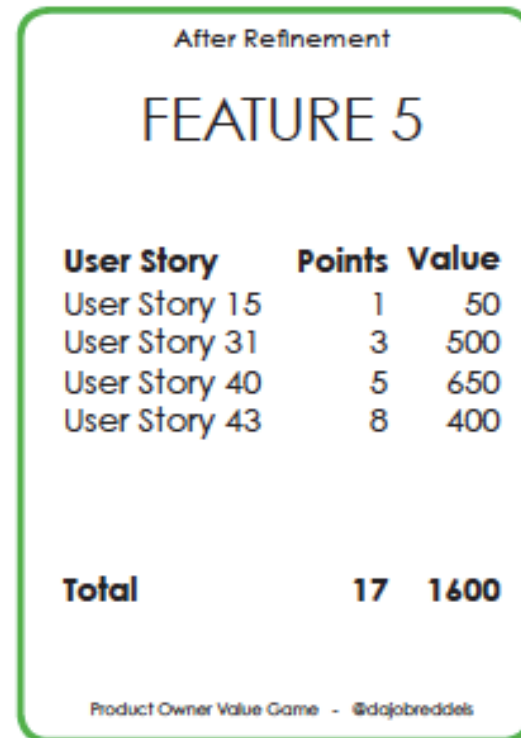 After Refinement
FEATURE 5
User Story Points Value
User Story 15 1 50
User Story 31 3 500
User Story 40 5 650
User Story 43 8 400
Total 17 1600
Product Owner Value Game - @dajobreddels